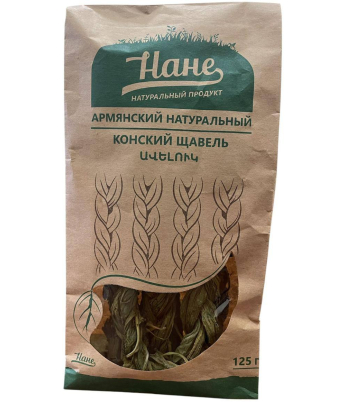 Нане
НАТУРАЛЬНЫЙ ПРОДУКТ
АРМЯНСКИЙ НАТУРАЛЬНЫЙ
КОНСКИЙ ЩАВЕЛЬ
ԱՎԵԼՈՒԿ
Нане
125 г